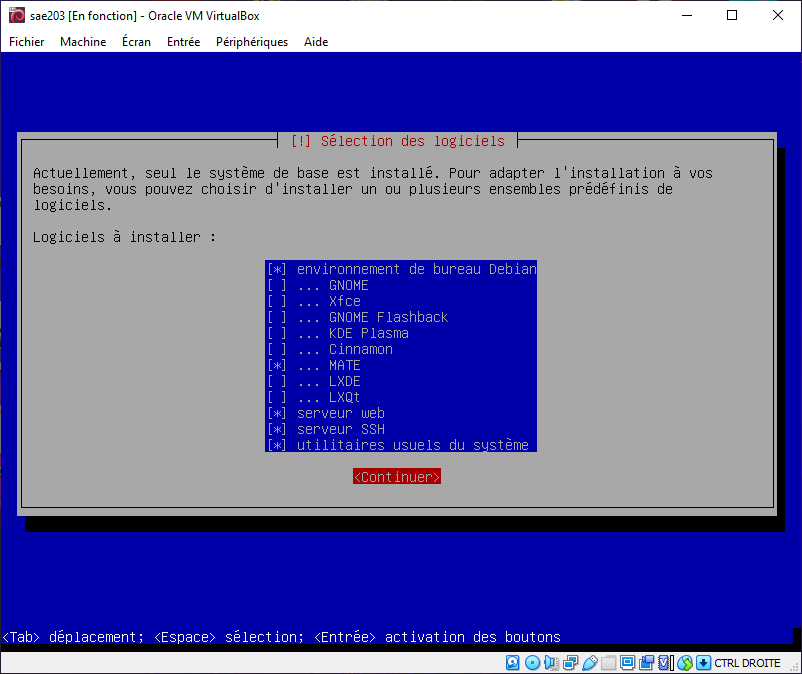 sae203 [En fonction] - Oracle VM VirtualBox
Fichier Machine Écran Entrée Périphériques Aide
[!] Sélection des logiciels
Actuellement, seul le système de base est installé. Pour adapter l'installation à vos
besoins, vous pouvez choisir d'installer un ou plusieurs ensembles prédéfinis de
logiciels.
Logiciels à installer :
[*] environnement de bureau Debian
[ ] ... GNOME
[ ] ... Xfce
[ ] ... GNOME Flashback
[ ] ... KDE Plasma
[ ] ... Cinnamon
[*] ... MATE
[ ] ... LXDE
[ ] ... LXQt
[*] serveur web
[*] serveur SSH
[*] utilitaires usuels du système
<Continuer>
<Tab> déplacement; <Espace> sélection; <Entrée> activation des boutons
CTRL DROITE